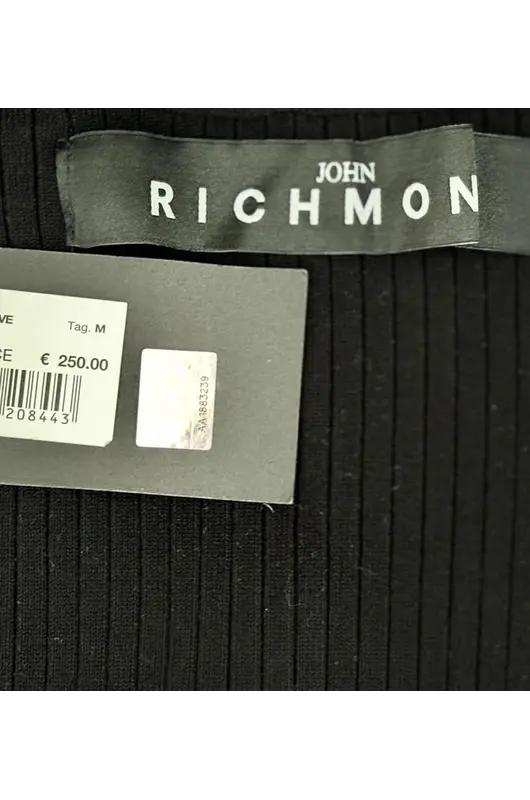 JOHN
RICHMON
VE
Tag. M
CE € 250.00
208443
AA1883239